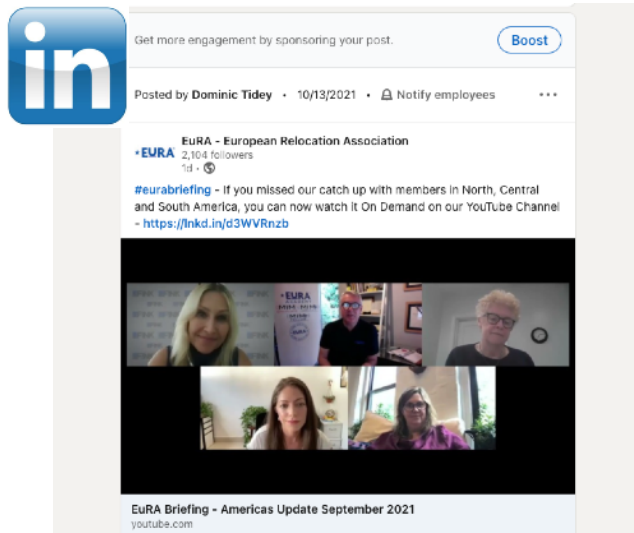 in
Get more engagement by sponsoring your post.
Boost
Posted by Dominic Tidey • 10/13/2021 • Notify employees
EURA
EuRA - European Relocation Association
2,104 followers
1d •
#eurabriefing - If you missed our catch up with members in North, Central
and South America, you can now watch it On Demand on our YouTube Channel
- https://lnkd.in/d3WVRnzb
EURA
EuRA Briefing - Americas Update September 2021
youtube.com